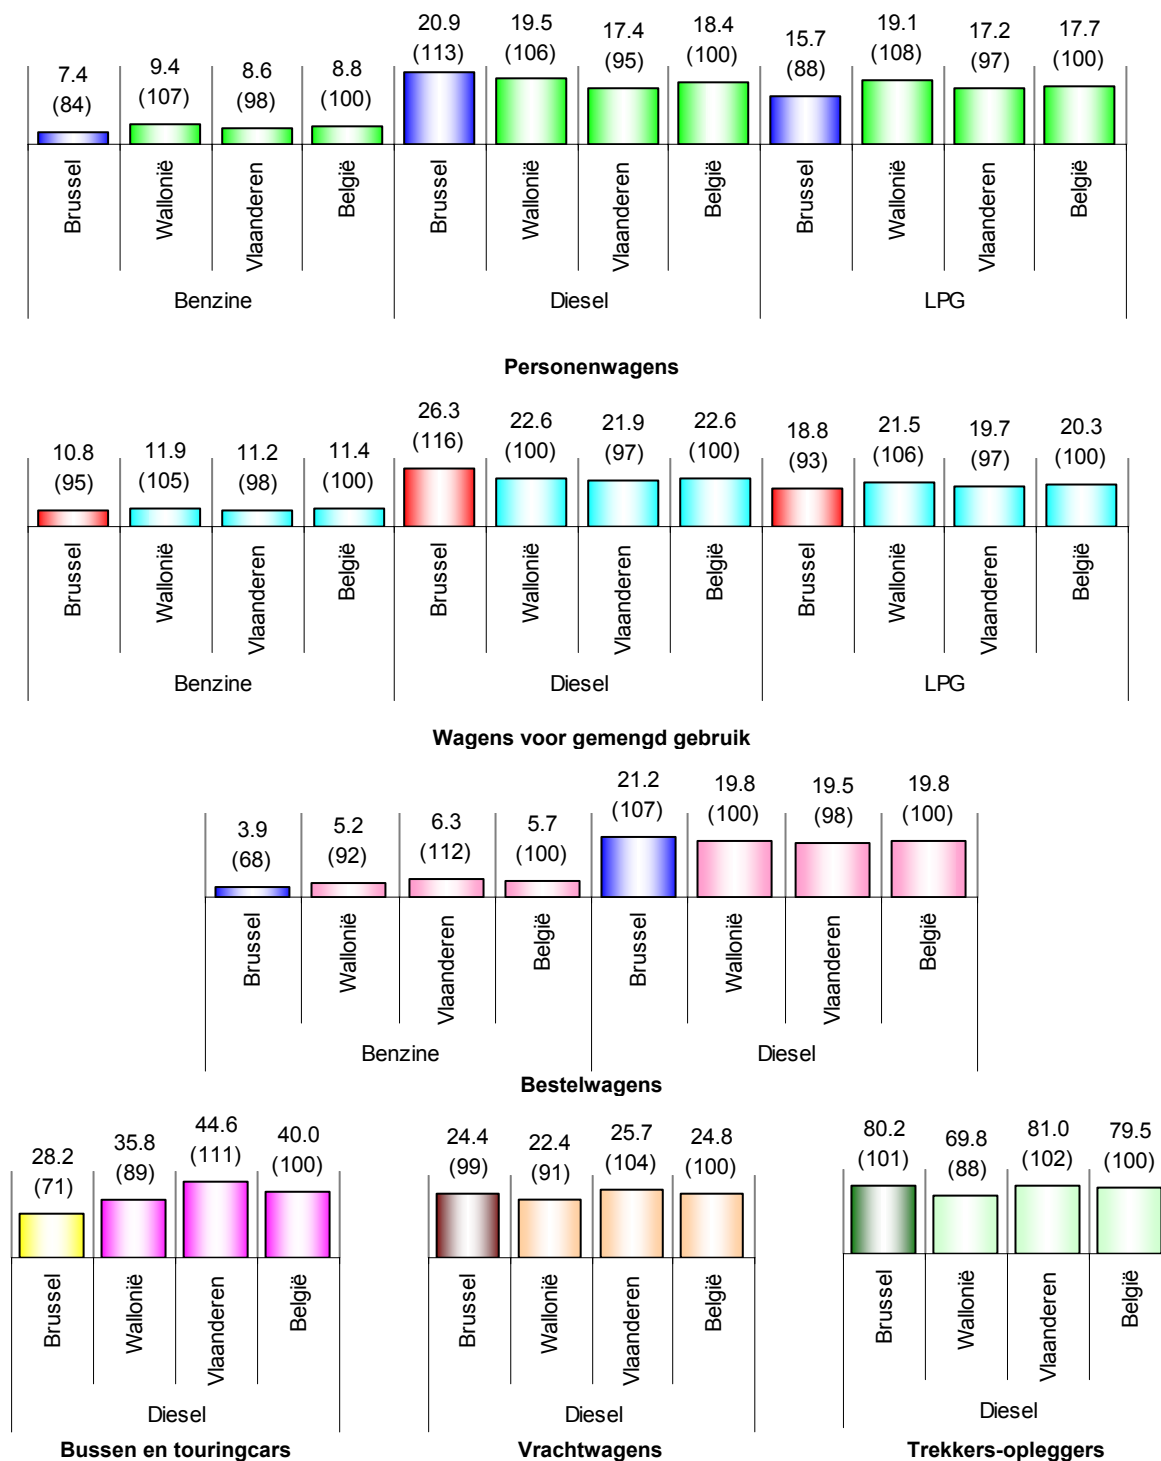 7.4 9.4 8.6 8.8 20.9 19.5 17.4 18.4 15.7 19.1 17.2 17.7
(84) (107) (98) (100) (113) (106) (95) (100) (88) (108) (97) (100)
Brussel Wallonië Vlaanderen België Brussel Wallonië Vlaanderen België Brussel Wallonië Vlaanderen België
Benzine Diesel LPG
Personenwagens
10.8 11.9 11.2 11.4 26.3 22.6 21.9 22.6 18.8 21.5 19.7 20.3
(95) (105) (98) (100) (116) (100) (97) (100) (93) (106) (97) (100)
Brussel Wallonië Vlaanderen België Brussel Wallonië Vlaanderen België Brussel Wallonië Vlaanderen België
Benzine Diesel LPG
Wagens voor gemengd gebruik
3.9 5.2 6.3 5.7 21.2 19.8 19.5 19.8
(68) (92) (112) (100) (107) (100) (98) (100)
Brussel Wallonië Vlaanderen België Brussel Wallonië Vlaanderen België
Benzine Diesel
Bestelwagens
28.2 35.8 44.6 40.0
(71) (89) (111) (100)
Brussel Wallonië Vlaanderen België
Diesel
Bussen en touringcars
24.4 22.4 25.7 24.8
(99) (91) (104) (100)
Brussel Wallonië Vlaanderen België
Diesel
Vrachtwagens
80.2 69.8 81.0 79.5
(101) (88) (102) (100)
Brussel Wallonië Vlaanderen België
Diesel
Trekkers-opleggers